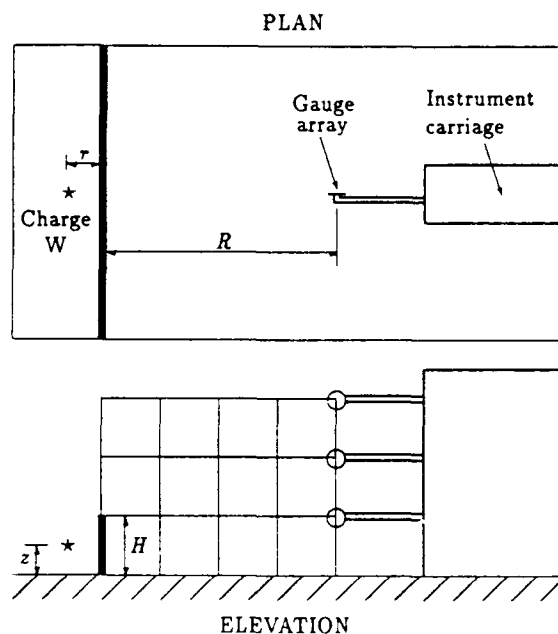 PLAN
Gauge
array
Instrument
carriage
r
Charge
W
R
z
H
ELEVATION